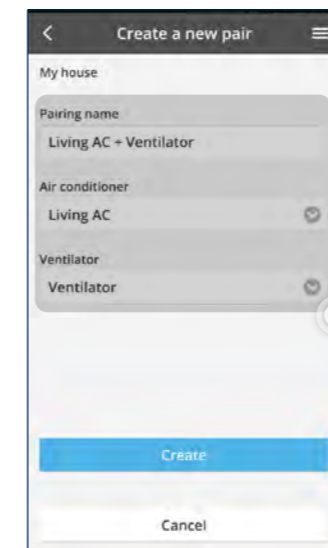 Create a new pair
My house
Pairing name
Living AC + Ventilator
Air conditioner
Living AC
Ventilator
Ventilator
Create
Cancel